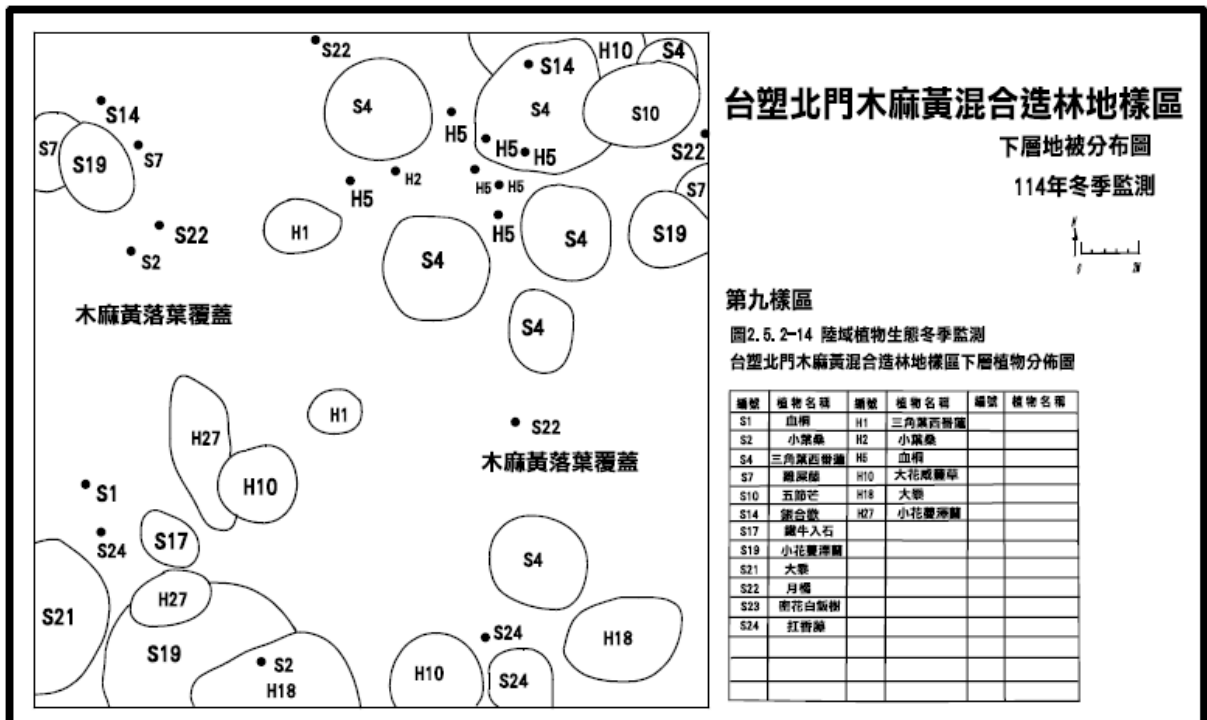 台塑北門木麻黃混合造林地樣區
下層地被分布圖
114年冬季監測
N
0 2M
第九樣區
圖2.5.2-14 陸域植物生態冬季監測
台塑北門木麻黃混合造林地樣區下層植物分佈圖
編號 植物名稱 編號 植物名稱 編號 植物名稱
S1 血桐 H1 三角葉西番蓮
S2 小葉桑 H2 小葉桑
S4 三角葉西番蓮 H5 血桐
S7 雞屎藤 H10 大花咸豐草
S10 五節芒 H18 大黍
S14 銀合歡 H27 小花蔓澤蘭
S17 鐵牛入石
S19 小花蔓澤蘭
S21 大黍
S22 月橘
S23 密花白飯樹
S24 扛香藤
S22
H10
S4
S14
S4
S4
S10
S14
H5
S7
S19
S7
H5
H5
S22
H2
H5
H5
H5
S7
H5
H1
S22
S4
S4
S19
S2
木麻黃落葉覆蓋
S4
H1
S22
H27
木麻黃落葉覆蓋
H10
S1
S24
S17
S4
H27
S21
S19
S2
H18
S24
H18
H10
S24